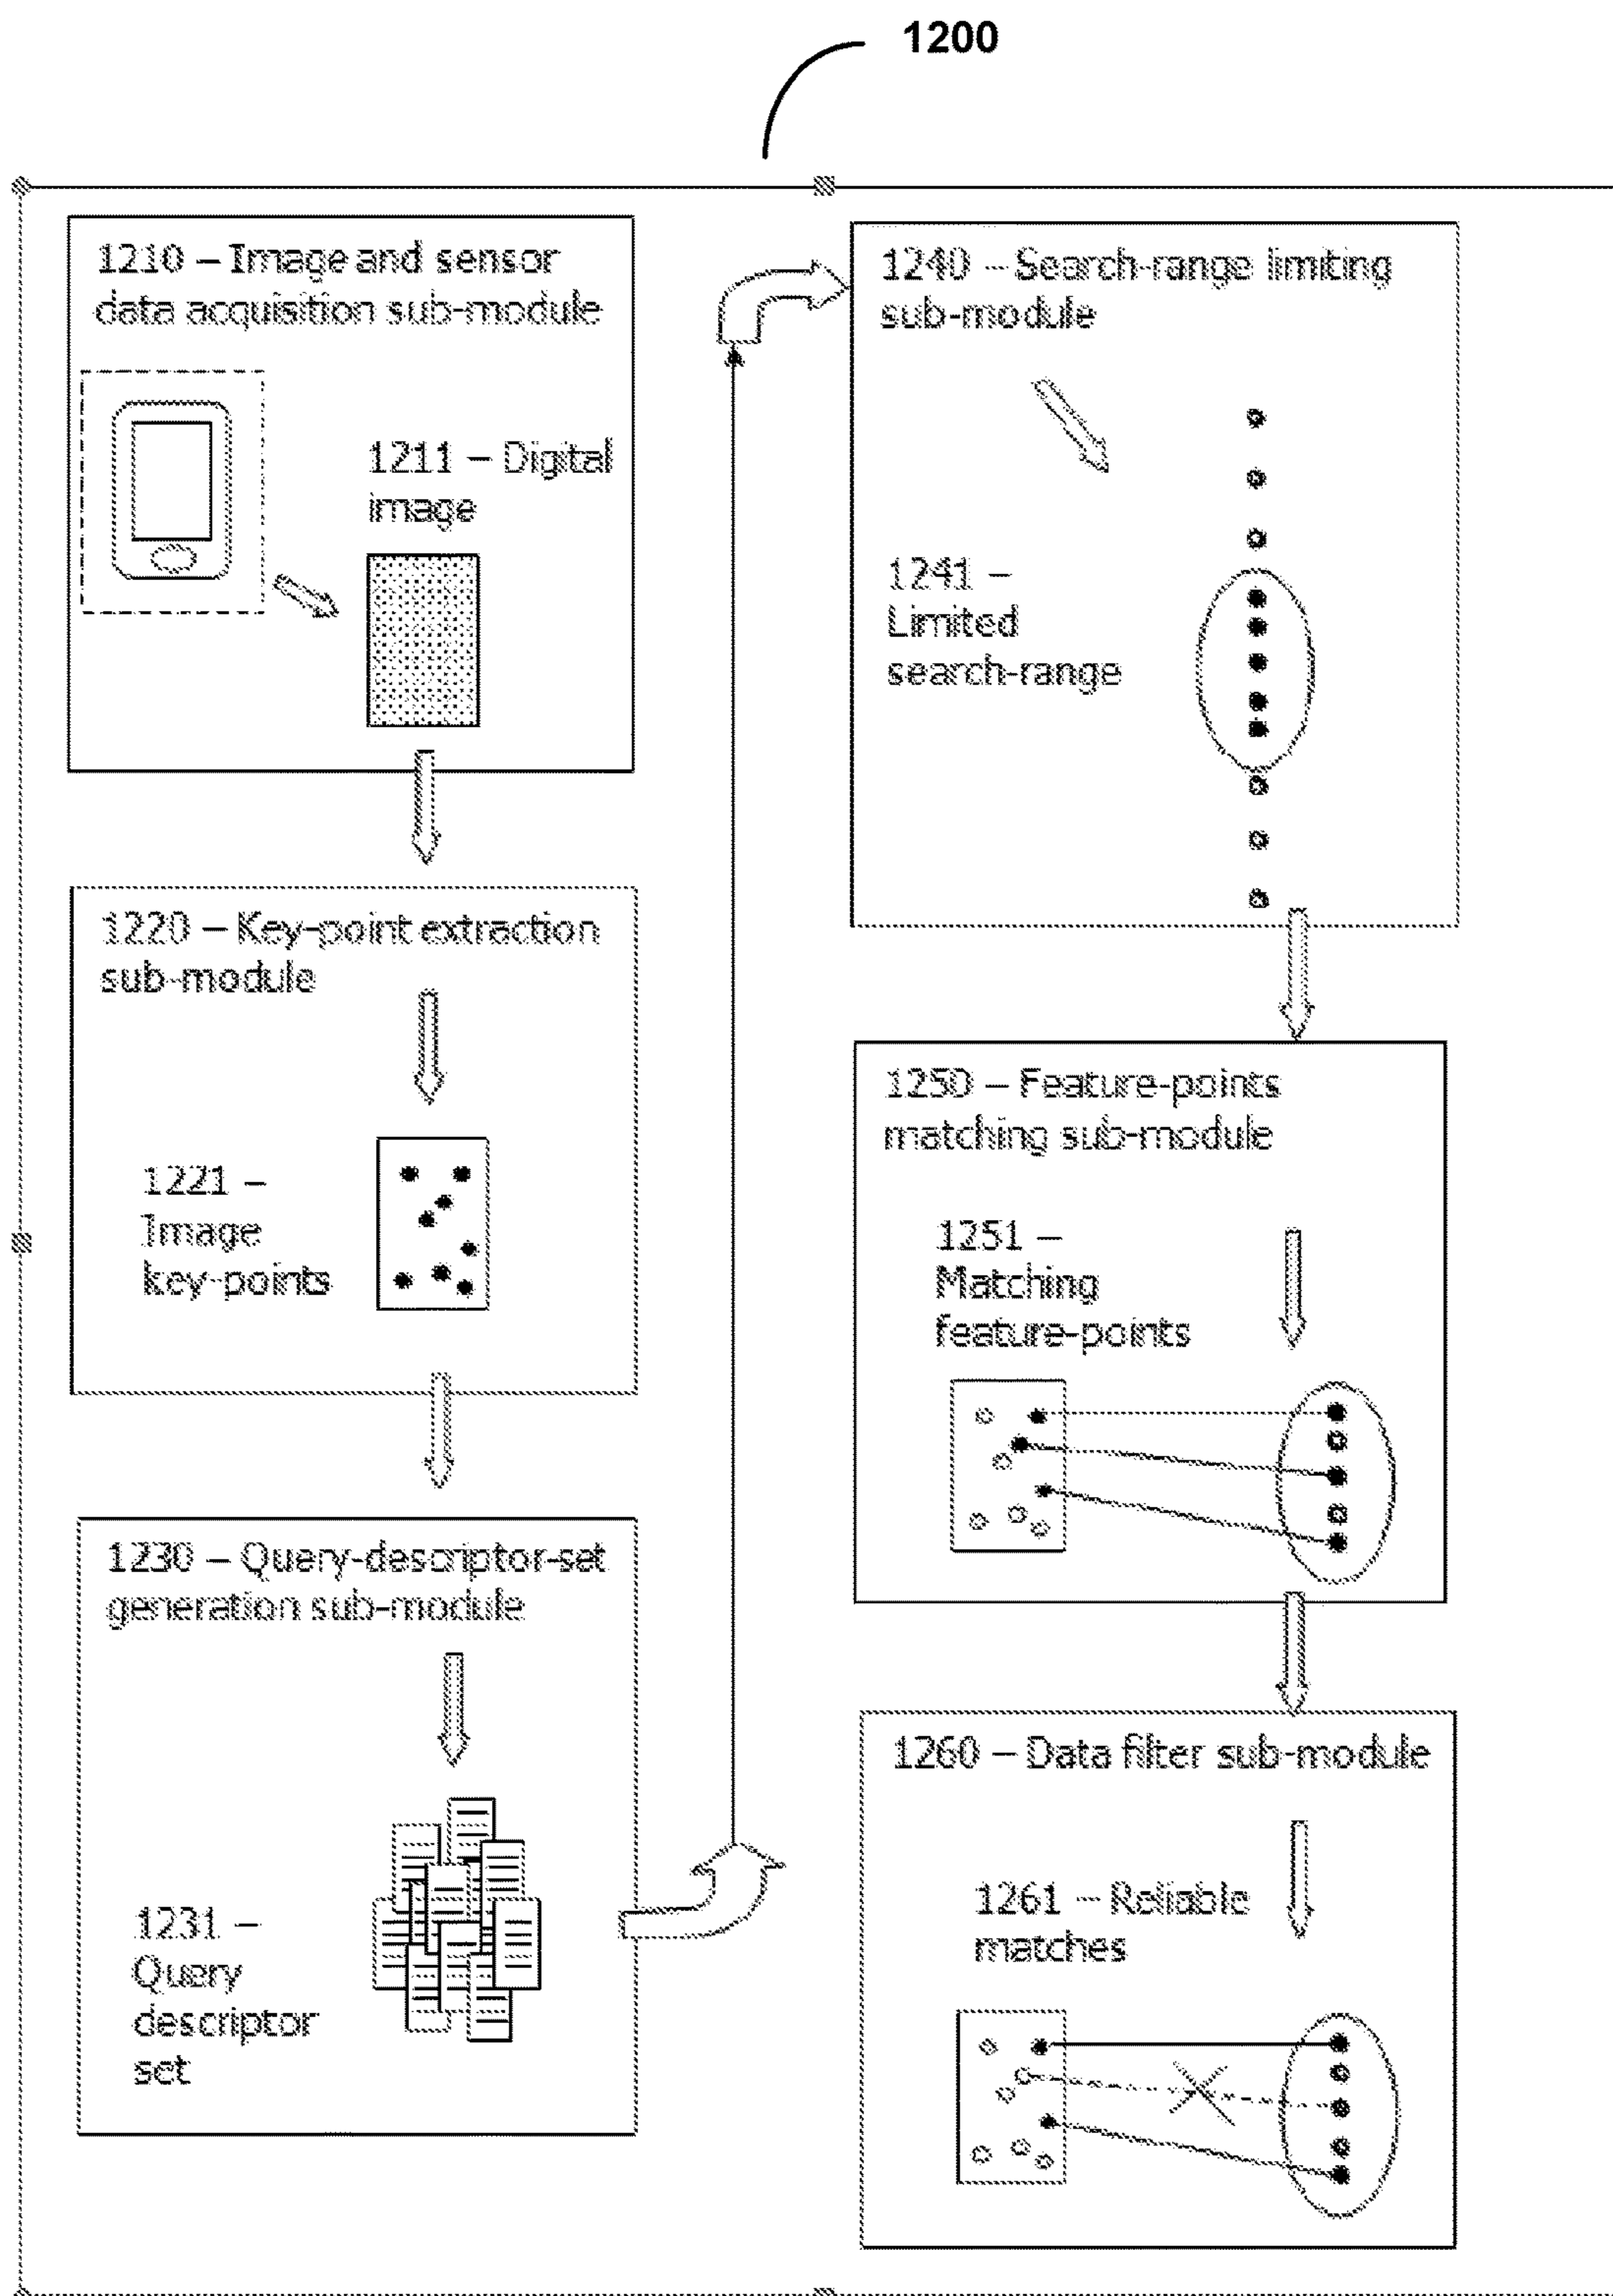 1200
1210 – Image and sensor
data acquisition sub-module
1211 – Digital
image
1220 – Key-point extraction
sub-module
1221 –
Image
key-points
1230 – Query-descriptor-set
generation sub-module
1231 –
Query
descriptor
set
1240 – Search-range limiting
sub-module
1241 –
Limited
search-range
1250 – Feature-points
matching sub-module
1251 –
Matching
feature-points
1260 – Data filter sub-module
1261 – Reliable
matches